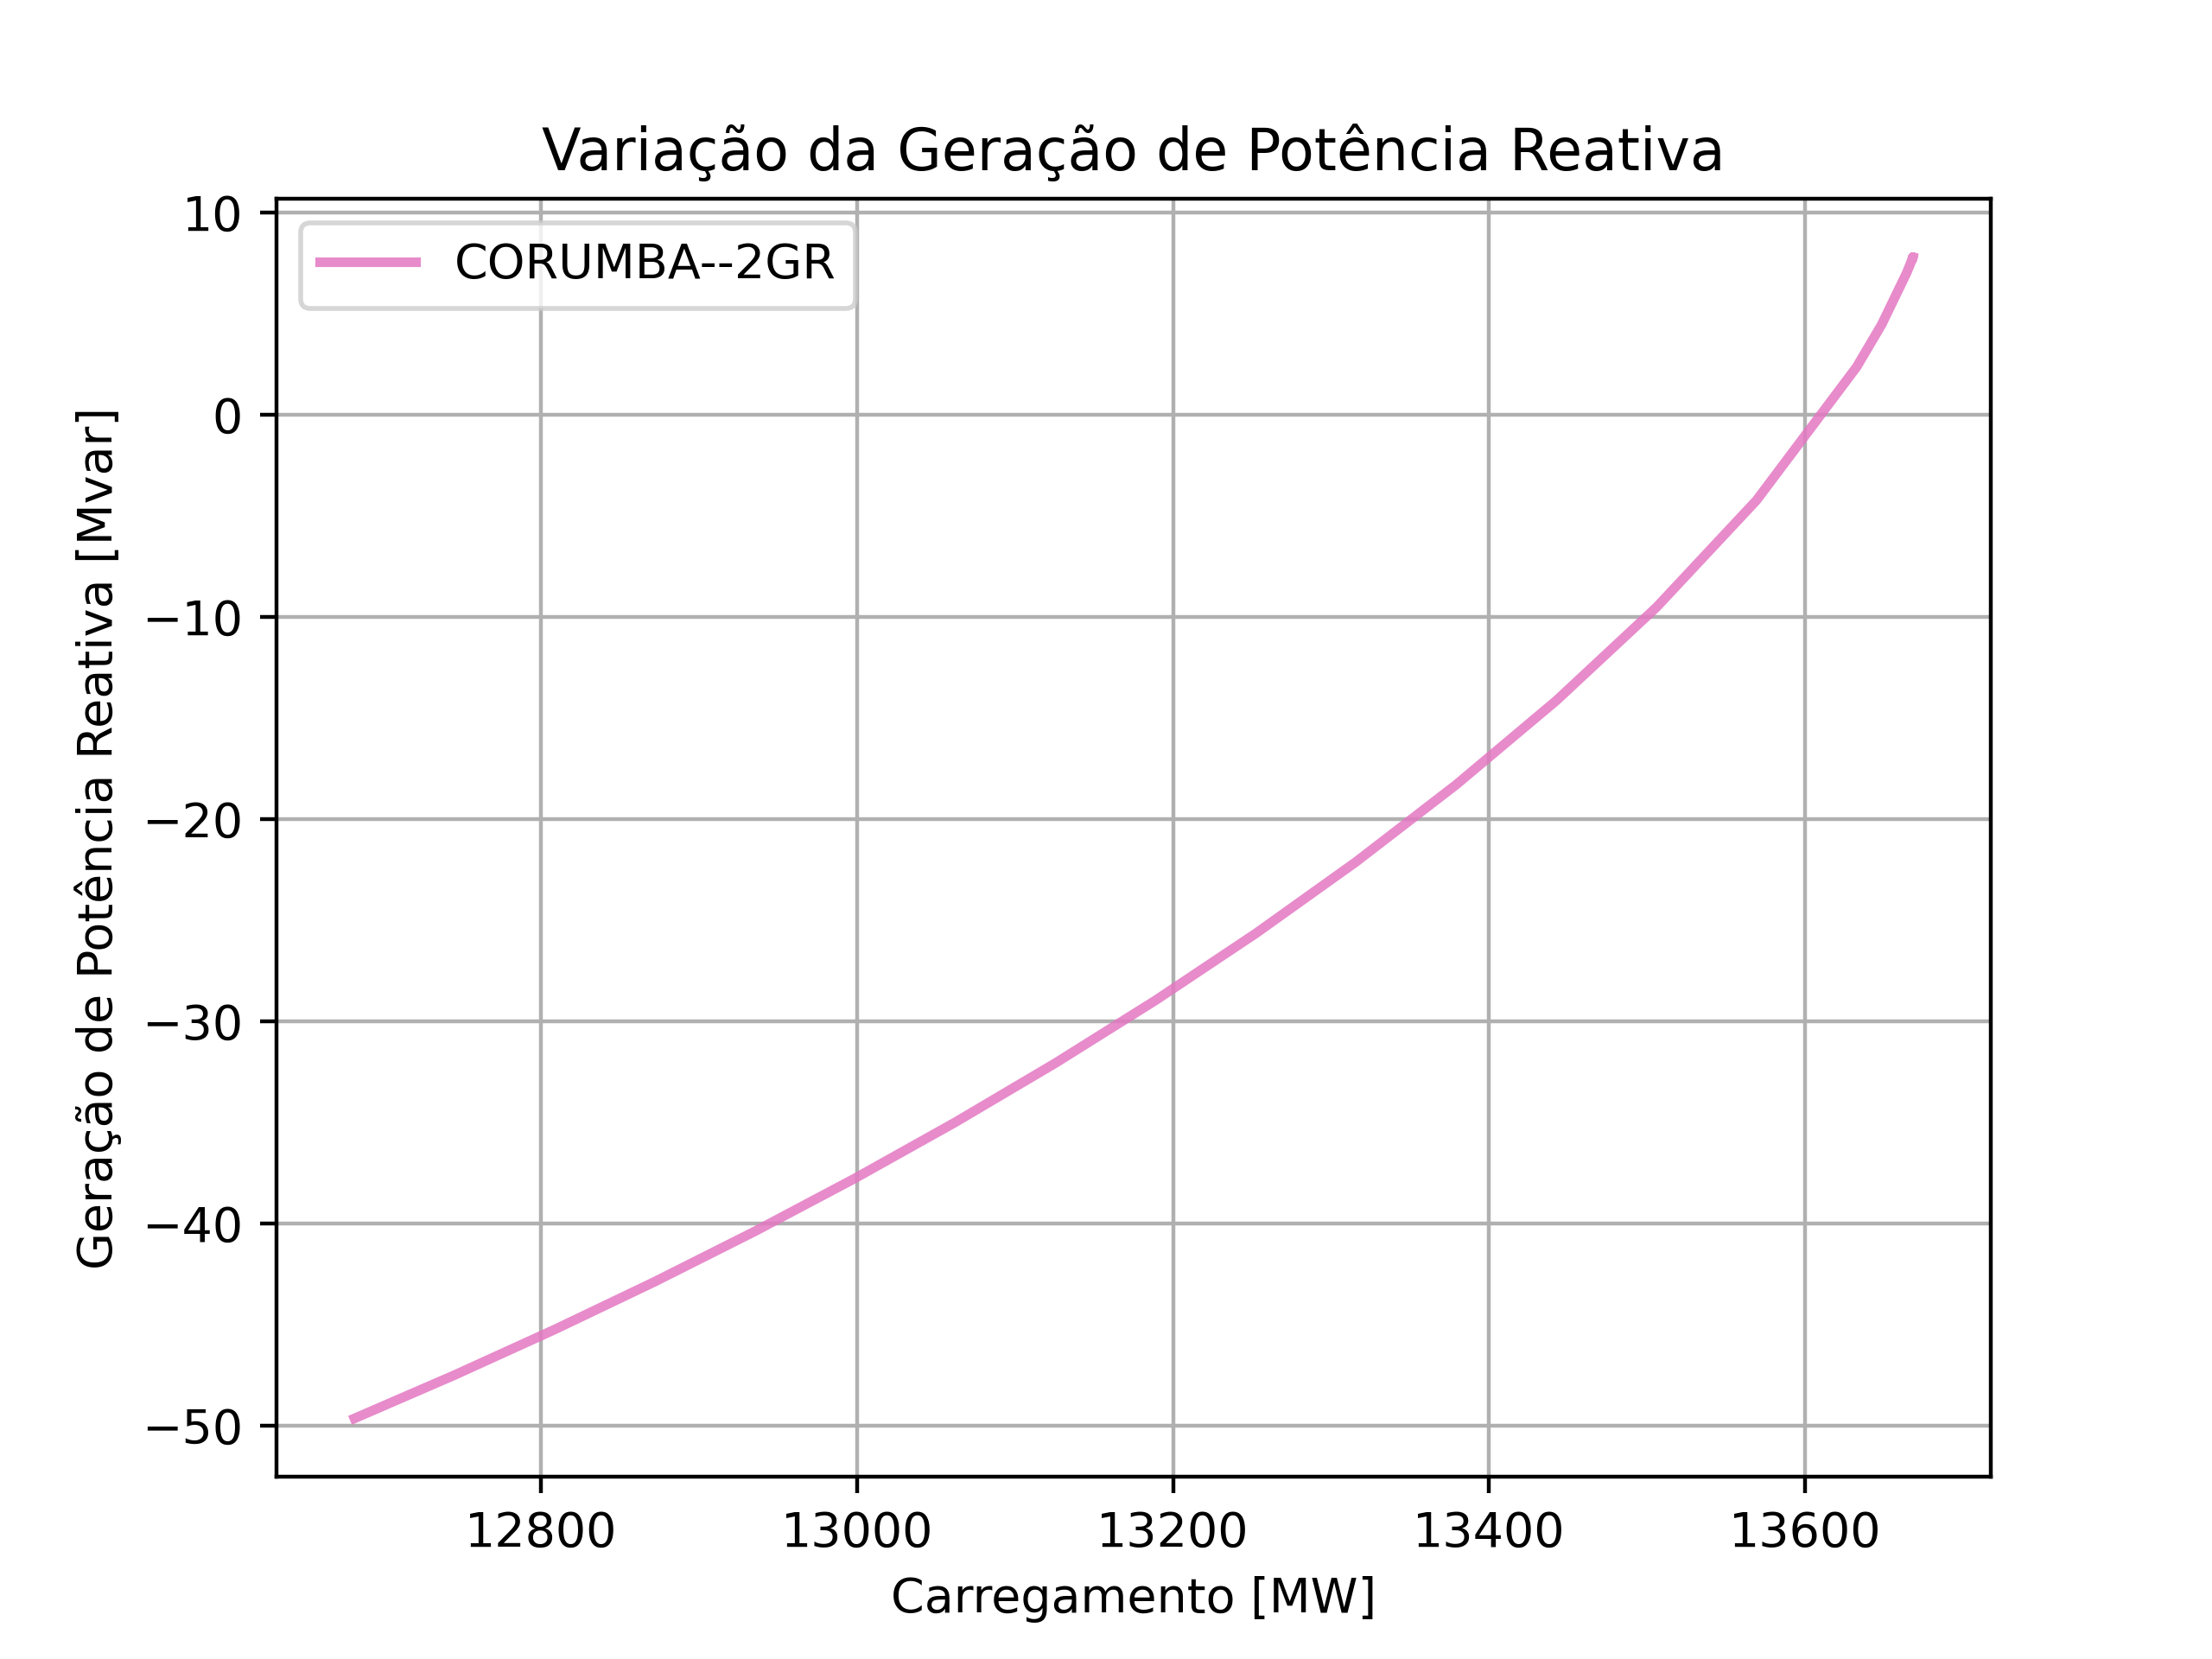 Variação da Geração de Potência Reativa
CORUMBA--2GR
Geração de Potência Reativa [Mvar]
10
0
−10
−20
−30
−40
−50
12800 13000 13200 13400 13600
Carregamento [MW]